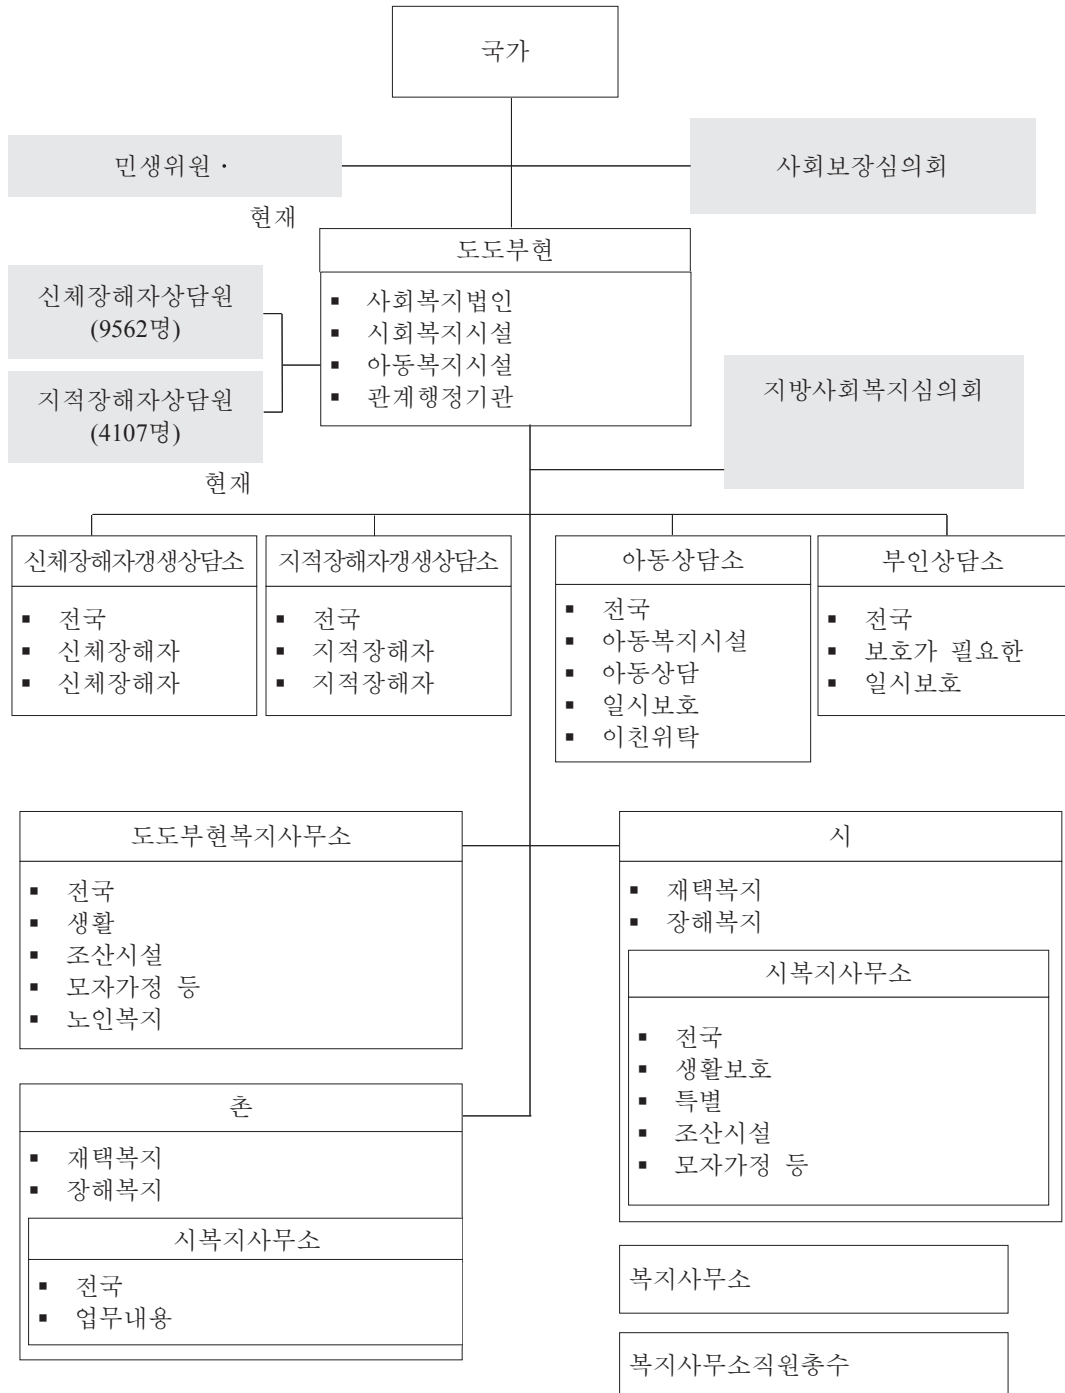 국가
민생위원 ·
사회보장심의회
현재
도도부현
▪ 사회복지법인
▪ 시회복지시설
▪ 아동복지시설
▪ 관계행정기관
신체장해자상담원
(9562명)
지적장해자상담원
(4107명)
현재
지방사회복지심의회
신체장해자갱생상담소
▪ 전국
▪ 신체장해자
▪ 신체장해자
지적장해자갱생상담소
▪ 전국
▪ 지적장해자
▪ 지적장해자
아동상담소
▪ 전국
▪ 아동복지시설
▪ 아동상담
▪ 일시보호
▪ 이친위탁
부인상담소
▪ 전국
▪ 보호가 필요한
▪ 일시보호
도도부현복지사무소
▪ 전국
▪ 생활
▪ 조산시설
▪ 모자가정 등
▪ 노인복지
시
▪ 재택복지
▪ 장해복지
시복지사무소
▪ 전국
▪ 생활보호
▪ 특별
▪ 조산시설
▪ 모자가정 등
촌
▪ 재택복지
▪ 장해복지
시복지사무소
▪ 전국
▪ 업무내용
복지사무소
복지사무소직원총수